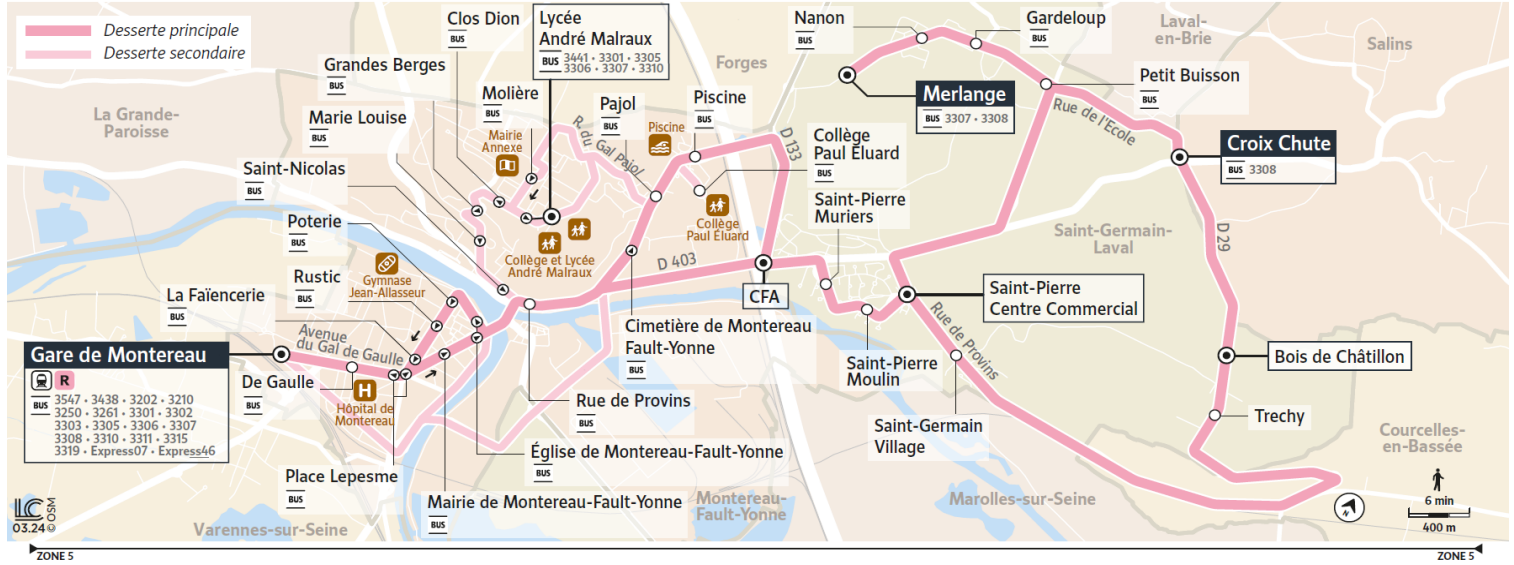 Desserte principale
Desserte secondaire
Clos Dion
BUS
Lycée
André Malraux
BUS 3441 • 3301 • 3305
3306 • 3307 • 3310
Nanon
BUS
Gardeloup
BUS
Laval-
en-Brie
Salins
Grandes Berges
BUS
Forges
Molière
BUS
Pajol
BUS
Piscine
BUS
Petit Buisson
BUS
Merlange
BUS 3307 • 3308
Rue de l'Ecole
La Grande-
Paroisse
Marie Louise
BUS
Mairie
Annexe
R. du Gal Pajol
Piscine
D 133
Collège
Paul Éluard
BUS
Croix Chute
BUS 3308
Saint-Nicolas
BUS
Saint-Pierre
Muriers
BUS
Collège
Paul Éluard
Poterie
BUS
Collège et Lycée
André Malraux
Saint-Germain-
Laval
D 29
Rustic
BUS
Gymnase
Jean-Allasseur
D 403
La Faïencerie
BUS
CFA
Saint-Pierre
Centre Commercial
Avenue
du Gal de Gaulle
Cimetière de Montereau
Fault-Yonne
BUS
Rue de Provins
Gare de Montereau
R
BUS 3547 • 3438 • 3202 • 3210
3250 • 3261 • 3301 • 3302
3303 • 3305 • 3306 • 3307
3308 • 3310 • 3311 • 3315
3319 • Express07 • Express46
De Gaulle
BUS
H
Hôpital de
Montereau
Saint-Pierre
Moulin
Bois de Châtillon
Rue de Provins
BUS
Saint-Germain
Village
Trechy
Église de Montereau-Fault-Yonne
BUS
Courcelles-
en-Bassée
Place Lepesme
BUS
Mairie de Montereau-Fault-Yonne
BUS
Montereau-
Fault-Yonne
Marolles-sur-Seine
N
6 min
400 m
LC
03.24 © OSM
Varennes-sur-Seine
ZONE 5
ZONE 5